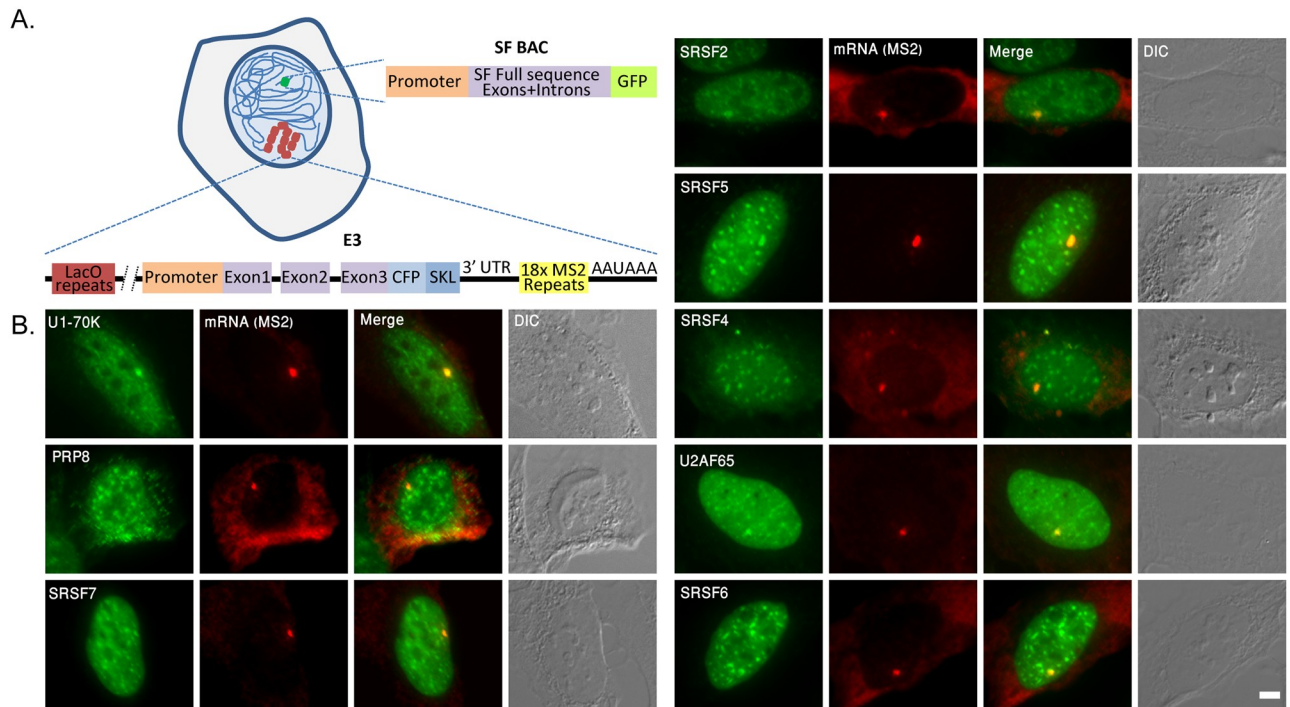 A.
SF BAC
Promoter
SF Full sequence
Exons+Introns
GFP
E3
LacO
repeats
Promoter
Exon1
Exon2
Exon3
CFP
SKL
3' UTR
18x MS2
Repeats
AAUAAA
B.
U1-70K
mRNA (MS2)
Merge
DIC
PRP8
SRSF7
SRSF2
mRNA (MS2)
Merge
DIC
SRSF5
SRSF4
U2AF65
SRSF6